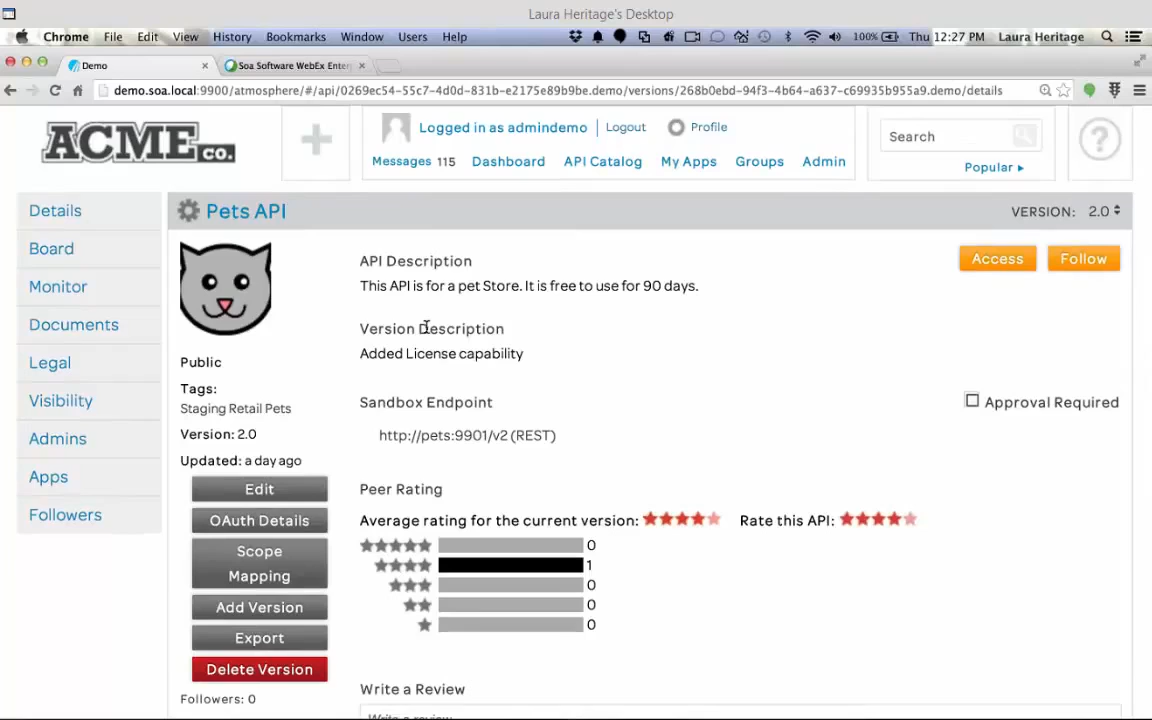 Laura Heritage's Desktop
Chrome File Edit View History Bookmarks Window Users Help 100% Thu 12:27 PM Laura Heritage
Demo Soa Software WebEx Enter
demo.soa.local:9900/atmosphere/#/api/0269ec54-55c7-4d0d-831b-e2175e89b9be.demo/versions/268b0ebd-94f3-4b64-a637-c69935b955a9.demo/details
ACME co.
Logged in as admindemo Logout Profile
Messages 115 Dashboard API Catalog My Apps Groups Admin
Search
Popular
Details
Board
Monitor
Documents
Legal
Visibility
Admins
Apps
Followers
Pets API
VERSION: 2.0
Public
Tags:
Staging Retail Pets
Version: 2.0
Updated: a day ago
Edit
OAuth Details
Scope
Mapping
Add Version
Export
Delete Version
Followers: 0
API Description
This API is for a pet Store. It is free to use for 90 days.
Access Follow
Version Description
Added License capability
Sandbox Endpoint
Approval Required
http://pets:9901/v2 (REST)
Peer Rating
Average rating for the current version: Rate this API:
0
1
0
0
0
Write a Review
Write a review